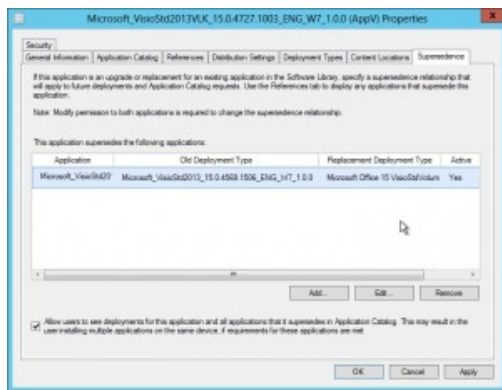 Microsoft_VisioStd2013VLK_15.0.4727.1003_ENG_W7_1.0.0 (AppV) Properties
Security
General Information Application Catalog References Distribution Settings Deployment Types Content Locations Supersedence
If this application is an upgrade or replacement for an existing application in the Software Library, specify a supersedence relationship that
will apply to future deployments and Application Catalog requests. Use the References tab to display any applications that supersede this
application.
Note: Modify permission to both applications is required to change the supersedence relationship.
This application supersedes the following applications:
Application Old Deployment Type Replacement Deployment Type Active
Microsoft_VisioStd20 Microsoft_VisioStd2013_15.0.4569.1506_ENG_W7_1.0.0 Microsoft Office 15 VisioStdVolum Yes
Add... Edit... Remove
Allow users to see deployments for this application and all applications that it supersedes in Application Catalog. This may result in the
user installing multiple applications on the same device, if requirements for these applications are met.
OK Cancel Apply